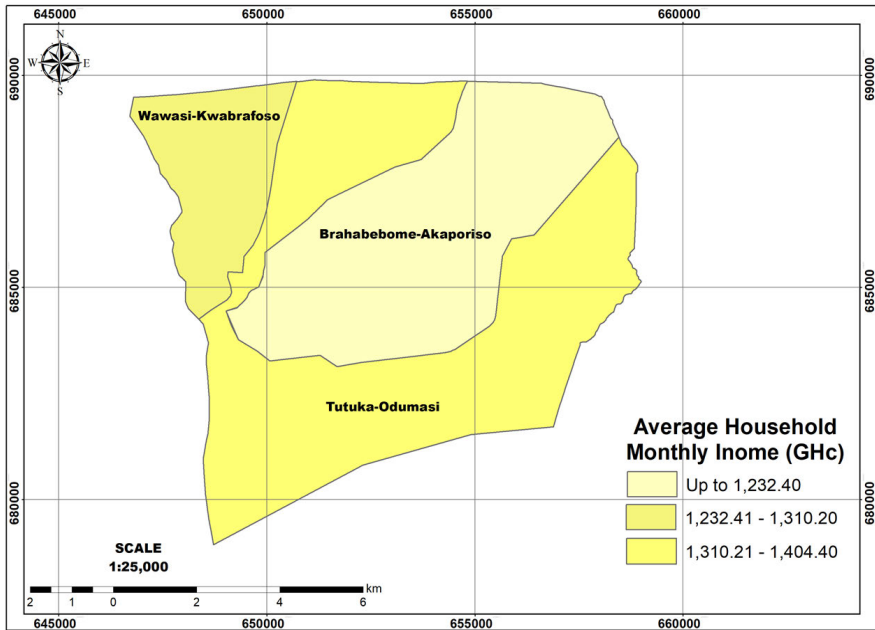 645000 650000 655000 660000
N
W E
S
690000 690000
Wawasi-Kwabrafoso
Brahabebome-Akaporiso
685000 685000
Tutuka-Odumasi
Average Household
Monthly Inome (GHc)
Up to 1,232.40
1,232.41 - 1,310.20
1,310.21 - 1,404.40
680000 680000
SCALE
1:25,000
km
2 1 0 2 4 6
645000 650000 655000 660000